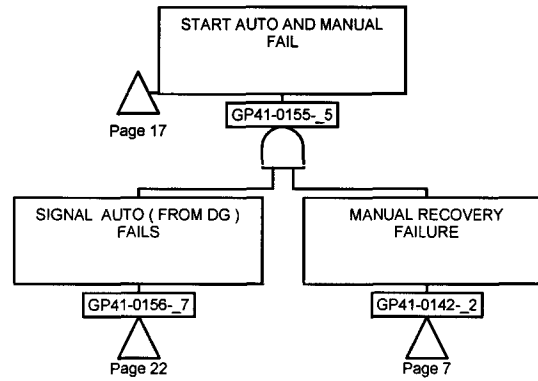 START AUTO AND MANUAL
FAIL
Page 17
GP41-0155-_5
SIGNAL AUTO ( FROM DG )
FAILS
MANUAL RECOVERY
FAILURE
GP41-0156-_7
GP41-0142-_2
Page 22
Page 7